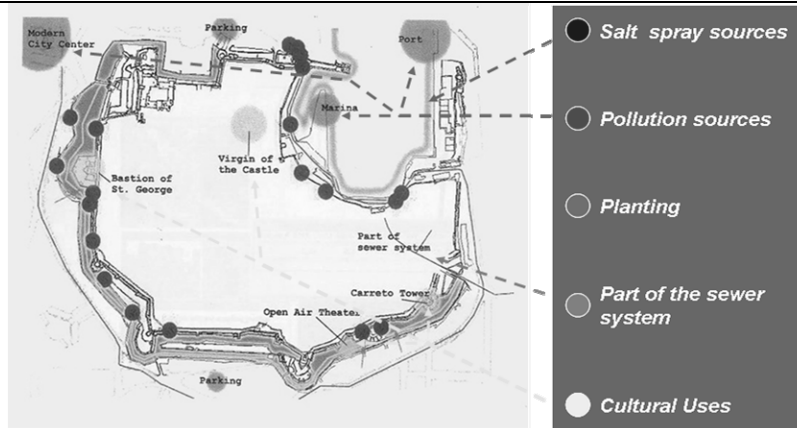 Parking
Modern
City Center
Port
Marina
Virgin of
the Castle
Bastion of
St. George
Part of
sewer system
Carreto Tower
Open Air Theater
Parking
Salt spray sources
Pollution sources
Planting
Part of the sewer
system
Cultural Uses